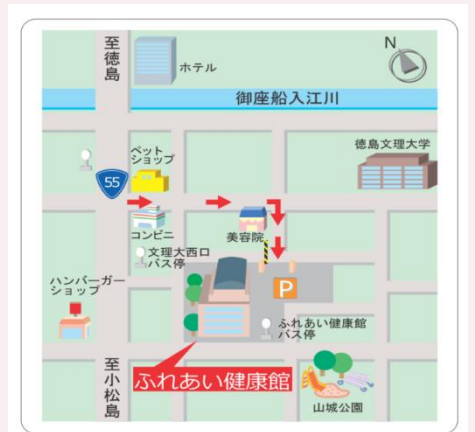 至徳島
ホテル
N
御座船入江川
徳島文理大学
ペット
ショップ
55
コンビニ
美容院
文理大西口
バス停
ハンバーガー
ショップ
P
ふれあい健康館
バス停
至小松島
ふれあい健康館
山城公園